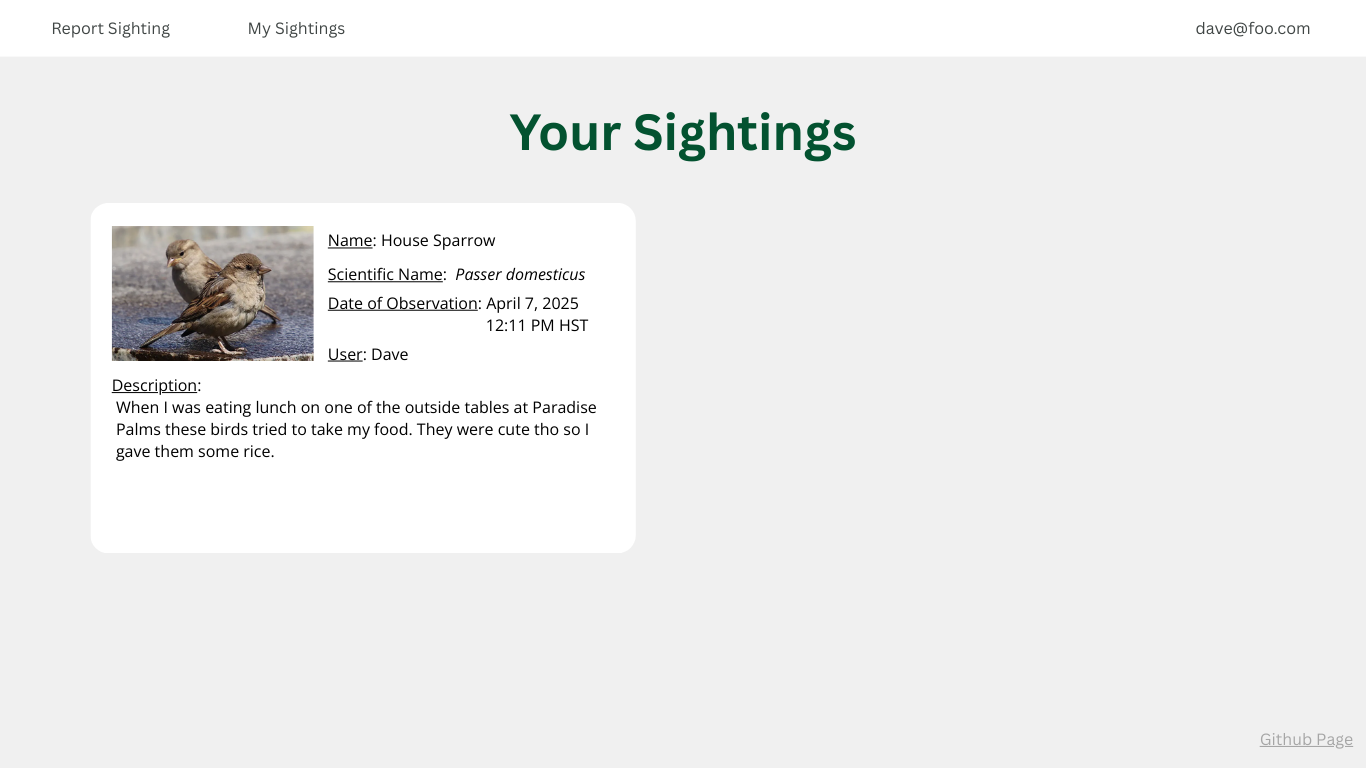 Report Sighting
My Sightings
dave@foo.com
Your Sightings
Name: House Sparrow
Scientific Name: Passer domesticus
Date of Observation: April 7, 2025
12:11 PM HST
User: Dave
Description:
When I was eating lunch on one of the outside tables at Paradise
Palms these birds tried to take my food. They were cute tho so I
gave them some rice.
Github Page